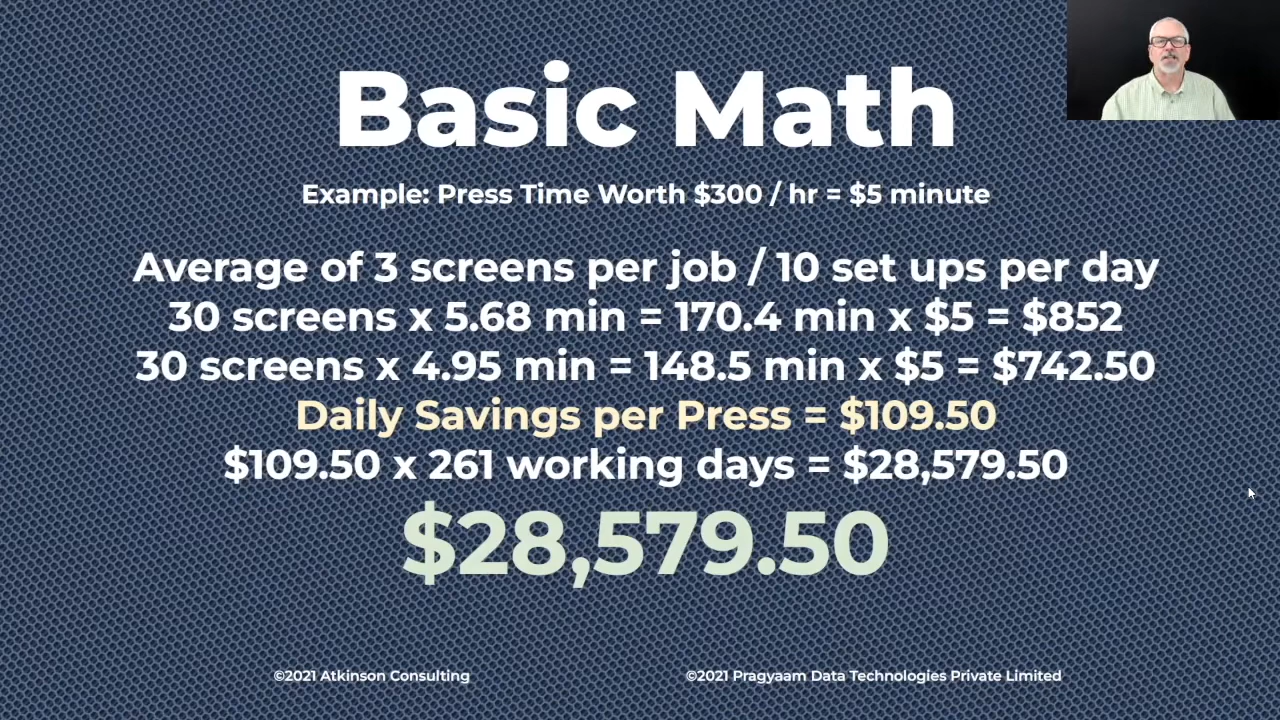 Basic Math
Example: Press Time Worth $300 / hr = $5 minute
Average of 3 screens per job / 10 set ups per day
30 screens x 5.68 min = 170.4 min x $5 = $852
30 screens x 4.95 min = 148.5 min x $5 = $742.50
Daily Savings per Press = $109.50
$109.50 x 261 working days = $28,579.50
$28,579.50
©2021 Atkinson Consulting
©2021 Pragyaam Data Technologies Private Limited